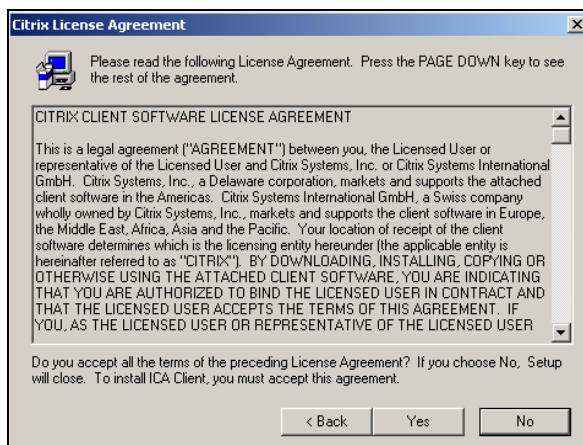 Citrix License Agreement
Please read the following License Agreement. Press the PAGE DOWN key to see
the rest of the agreement.
CITRIX CLIENT SOFTWARE LICENSE AGREEMENT
This is a legal agreement ("AGREEMENT") between you, the Licensed User or
representative of the Licensed User and Citrix Systems, Inc. or Citrix Systems International
GmbH. Citrix Systems, Inc., a Delaware corporation, markets and supports the attached
client software in the Americas. Citrix Systems International GmbH, a Swiss company
wholly owned by Citrix Systems, Inc., markets and supports the client software in Europe,
the Middle East, Africa, Asia and the Pacific. Your location of receipt of the client
software determines which is the licensing entity hereunder (the applicable entity is
hereinafter referred to as "CITRIX"). BY DOWNLOADING, INSTALLING, COPYING OR
OTHERWISE USING THE ATTACHED CLIENT SOFTWARE, YOU ARE INDICATING
THAT YOU ARE AUTHORIZED TO BIND THE LICENSED USER IN CONTRACT AND
THAT THE LICENSED USER ACCEPTS THE TERMS OF THIS AGREEMENT. IF
YOU, AS THE LICENSED USER OR REPRESENTATIVE OF THE LICENSED USER
Do you accept all the terms of the preceding License Agreement? If you choose No, Setup
will close. To install ICA Client, you must accept this agreement.
< Back Yes No